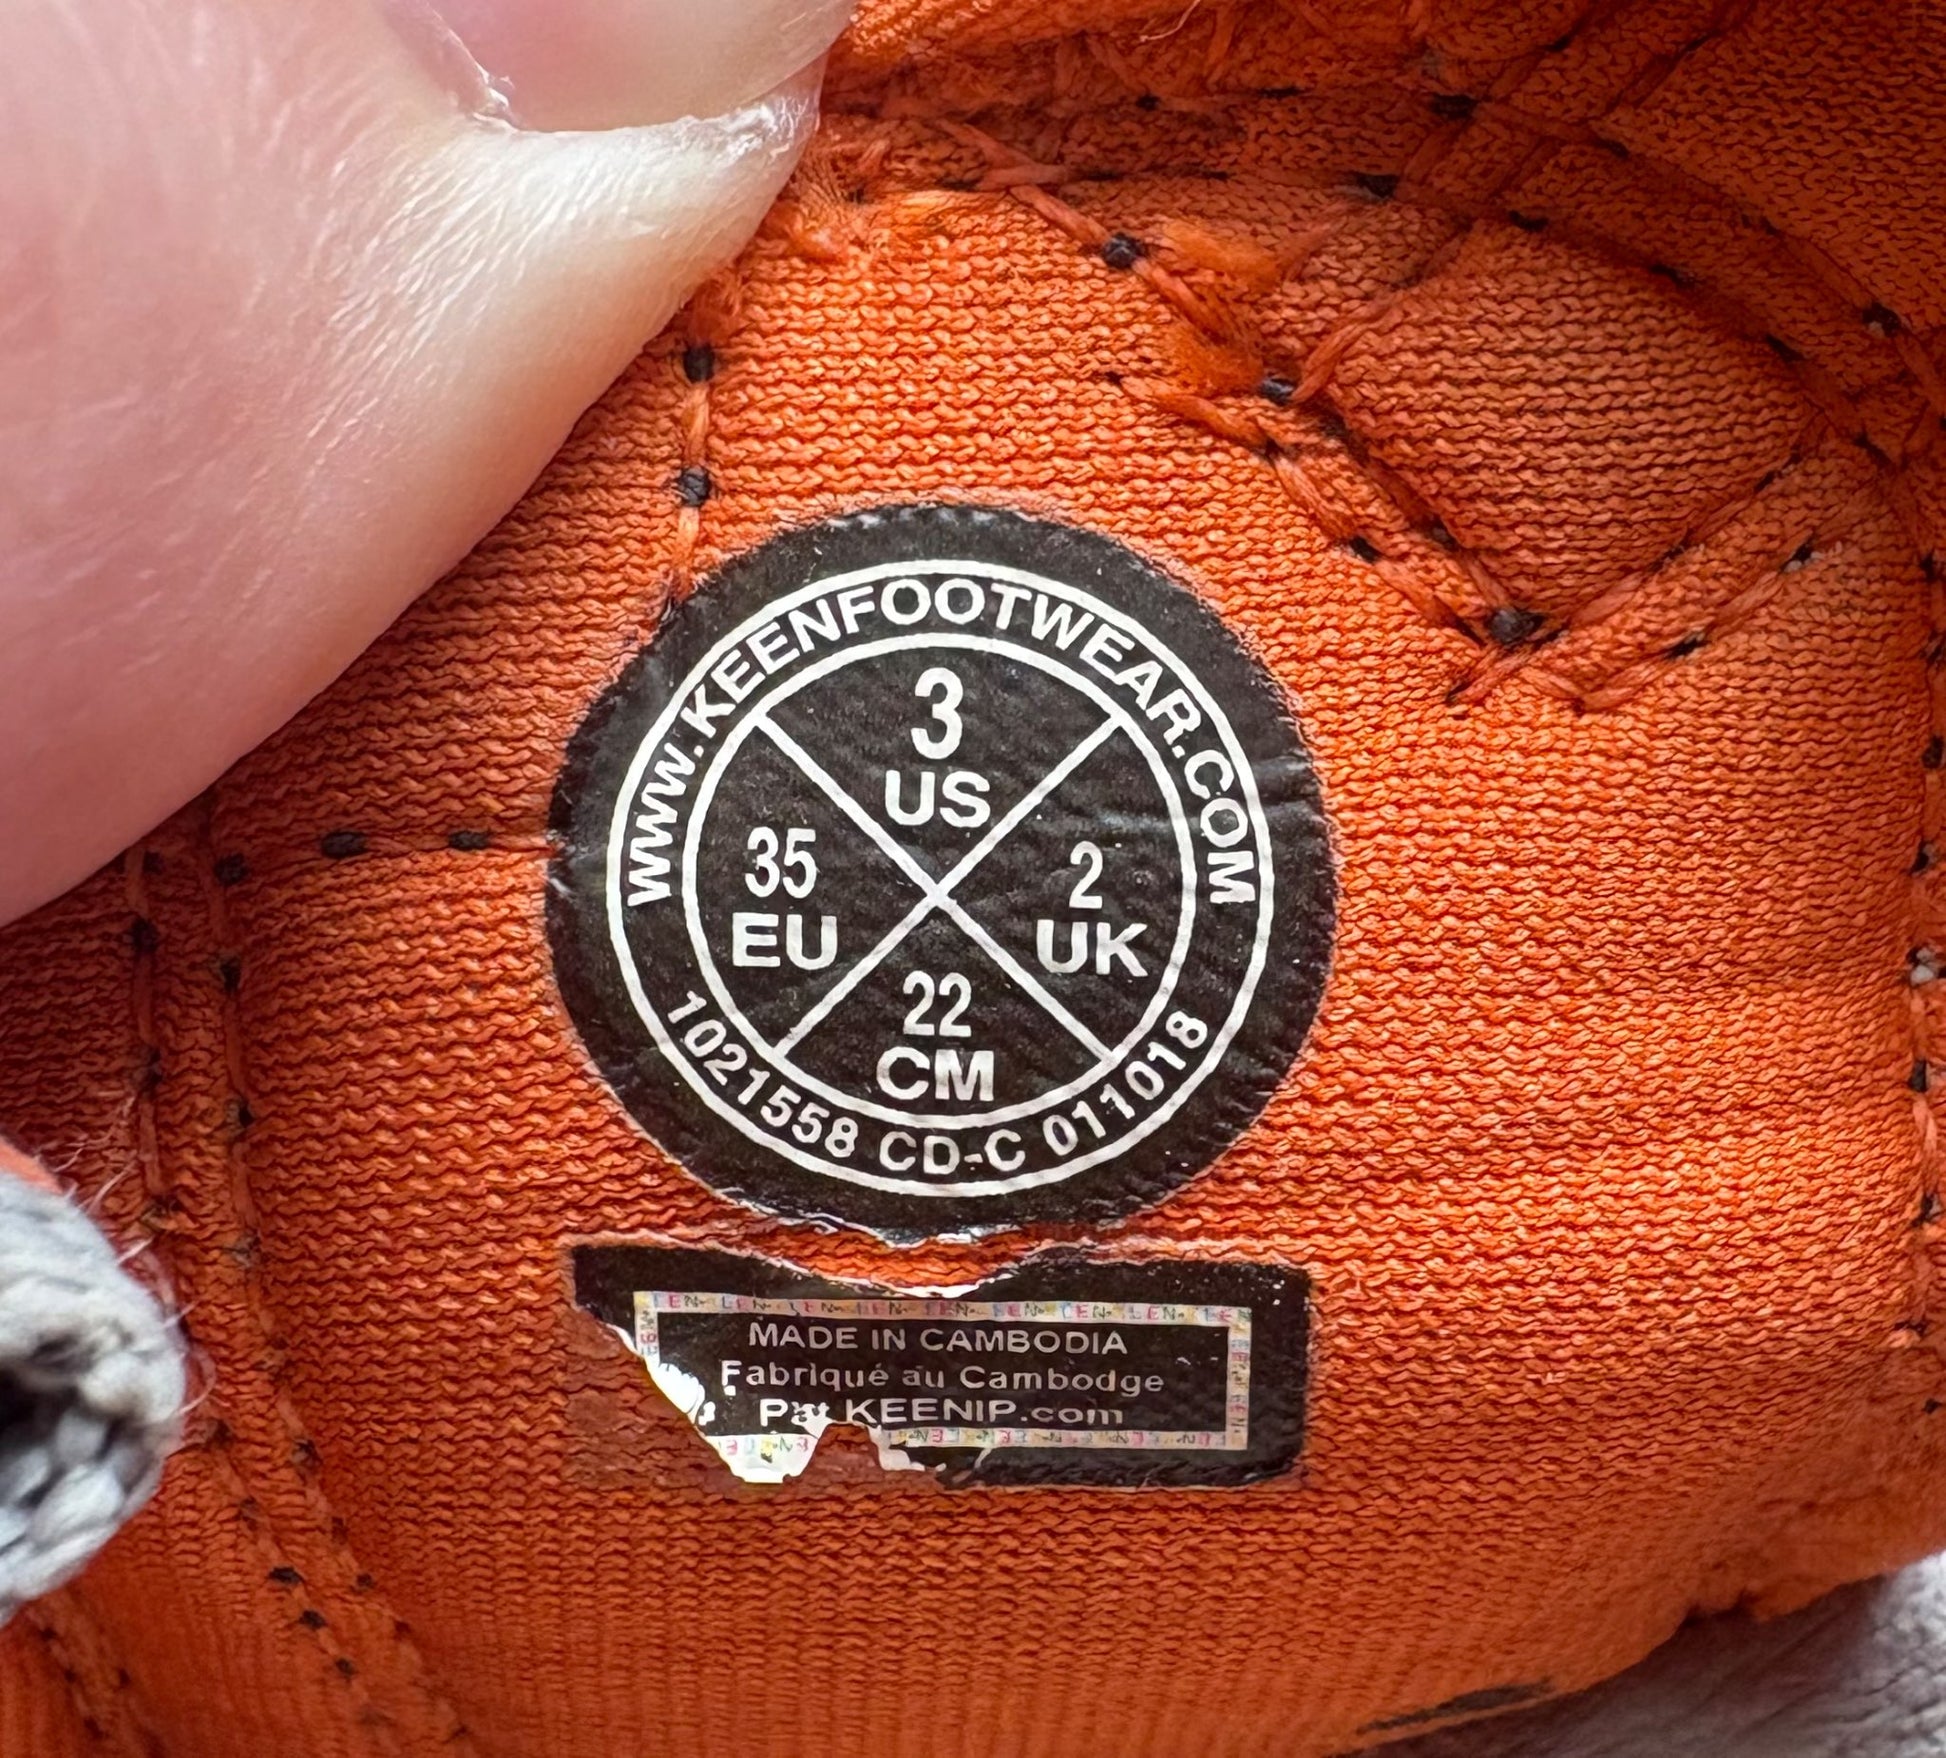 WWW.KEENFOOTWEAR.COM
3
US
35
EU
2
UK
22
CM
1021558 CD-C 011018
MADE IN CAMBODIA
Fabriqué au Cambodge
KEENIP.com